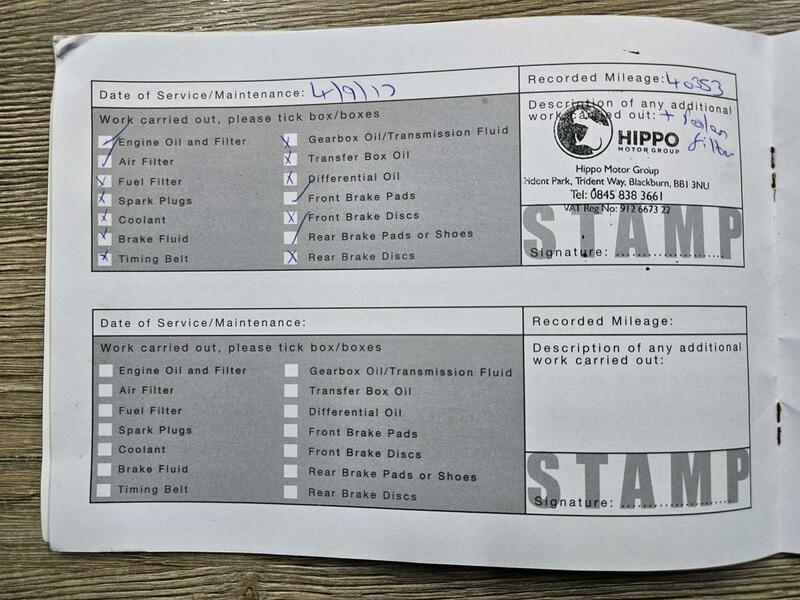 Date of Service/Maintenance: 4/9/17
Recorded Mileage: 40353
Work carried out, please tick box/boxes
Engine Oil and Filter
Air Filter
Fuel Filter
Spark Plugs
Coolant
Brake Fluid
Timing Belt
Gearbox Oil/Transmission Fluid
Transfer Box Oil
Differential Oil
Front Brake Pads
Front Brake Discs
Rear Brake Pads or Shoes
Rear Brake Discs
Description of any additional
work carried out: + Pollen
filter
HIPPO
MOTOR GROUP
Hippo Motor Group
Trident Park, Trident Way, Blackburn, BB1 3NU
Tel: 0845 838 3661
VAT Reg No: 912 6673 22
STAMP
Signature:
Date of Service/Maintenance:
Recorded Mileage:
Work carried out, please tick box/boxes
Engine Oil and Filter
Air Filter
Fuel Filter
Spark Plugs
Coolant
Brake Fluid
Timing Belt
Gearbox Oil/Transmission Fluid
Transfer Box Oil
Differential Oil
Front Brake Pads
Front Brake Discs
Rear Brake Pads or Shoes
Rear Brake Discs
Description of any additional
work carried out:
STAMP
Signature: